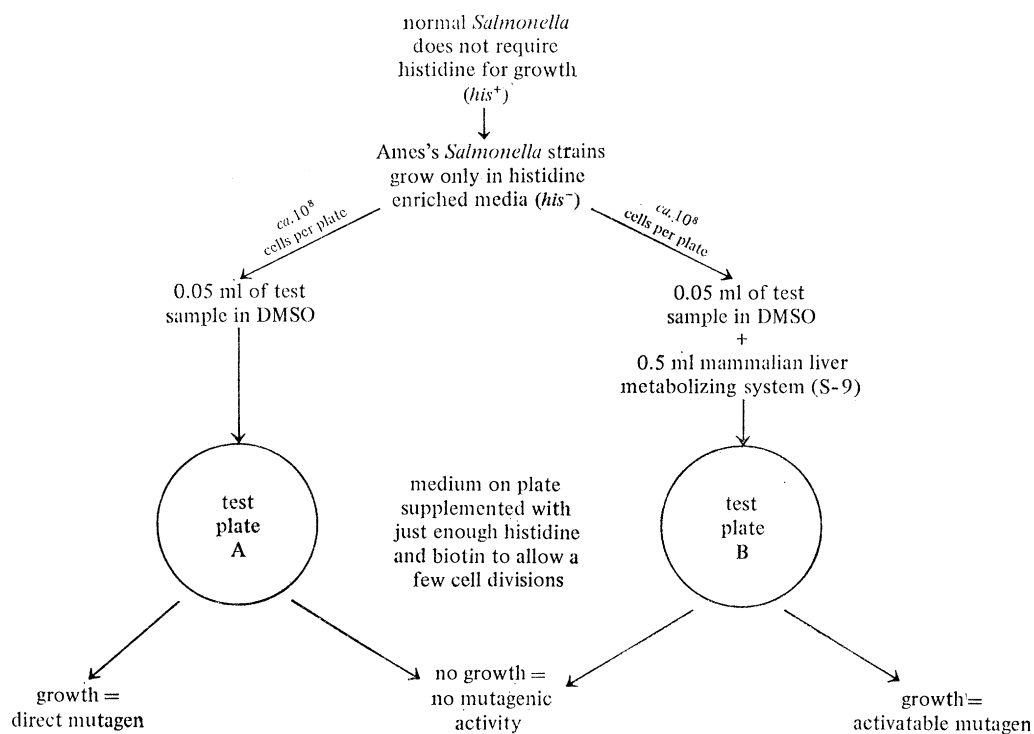 normal Salmonella
does not require
histidine for growth
(his⁺)
Ames's Salmonella strains
grow only in histidine
enriched media (his⁻)
ca.10⁸
cells per plate
ca.10⁸
cells per plate
0.05 ml of test
sample in DMSO
0.05 ml of test
sample in DMSO
+
0.5 ml mammalian liver
metabolizing system (S-9)
test
plate
A
medium on plate
supplemented with
just enough histidine
and biotin to allow a
few cell divisions
test
plate
B
growth =
direct mutagen
no growth =
no mutagenic
activity
growth =
activatable mutagen